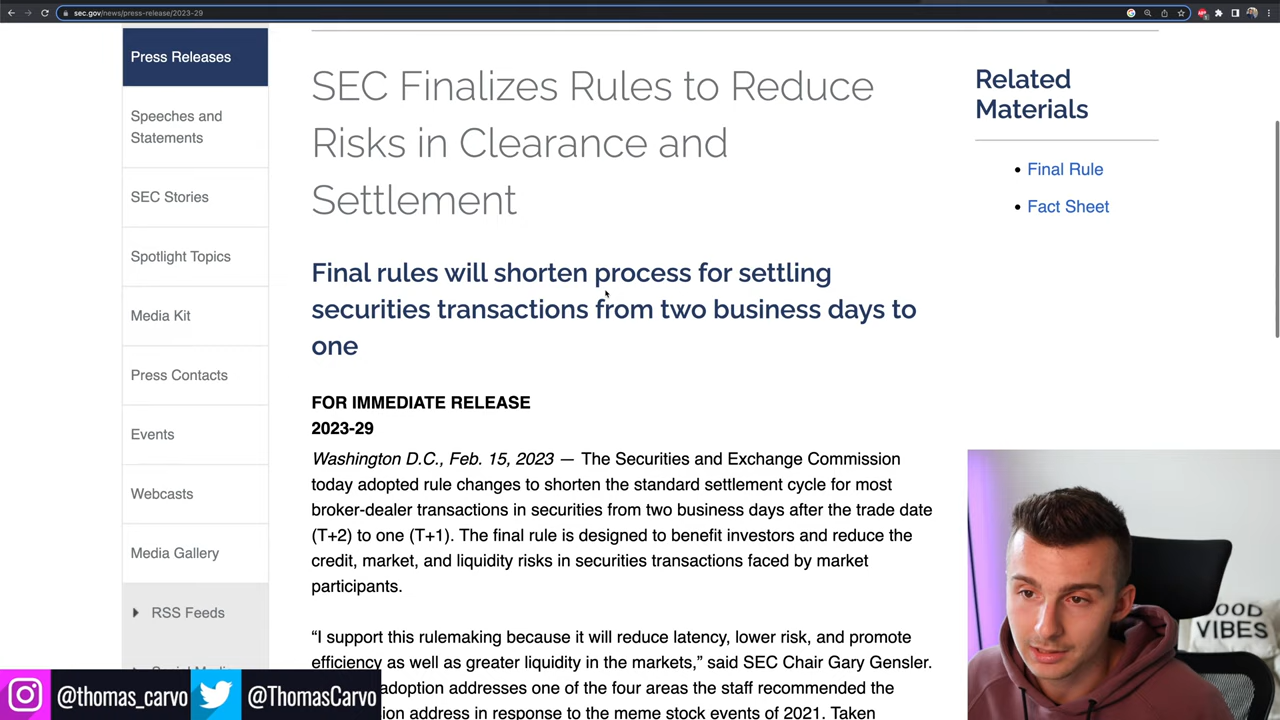 sec.gov/news/press-release/2023-29
Press Releases
Speeches and
Statements
SEC Stories
Spotlight Topics
Media Kit
Press Contacts
Events
Webcasts
Media Gallery
RSS Feeds
SEC Finalizes Rules to Reduce
Risks in Clearance and
Settlement
Final rules will shorten process for settling
securities transactions from two business days to
one
FOR IMMEDIATE RELEASE
2023-29
Washington D.C., Feb. 15, 2023 — The Securities and Exchange Commission
today adopted rule changes to shorten the standard settlement cycle for most
broker-dealer transactions in securities from two business days after the trade date
(T+2) to one (T+1). The final rule is designed to benefit investors and reduce the
credit, market, and liquidity risks in securities transactions faced by market
participants.
“I support this rulemaking because it will reduce latency, lower risk, and promote
efficiency as well as greater liquidity in the markets,” said SEC Chair Gary Gensler.
adoption addresses one of the four areas the staff recommended the
address in response to the meme stock events of 2021. Taken
Related
Materials
• Final Rule
• Fact Sheet
OOD
VIBES
@thomas_carvo
@ThomasCarvo